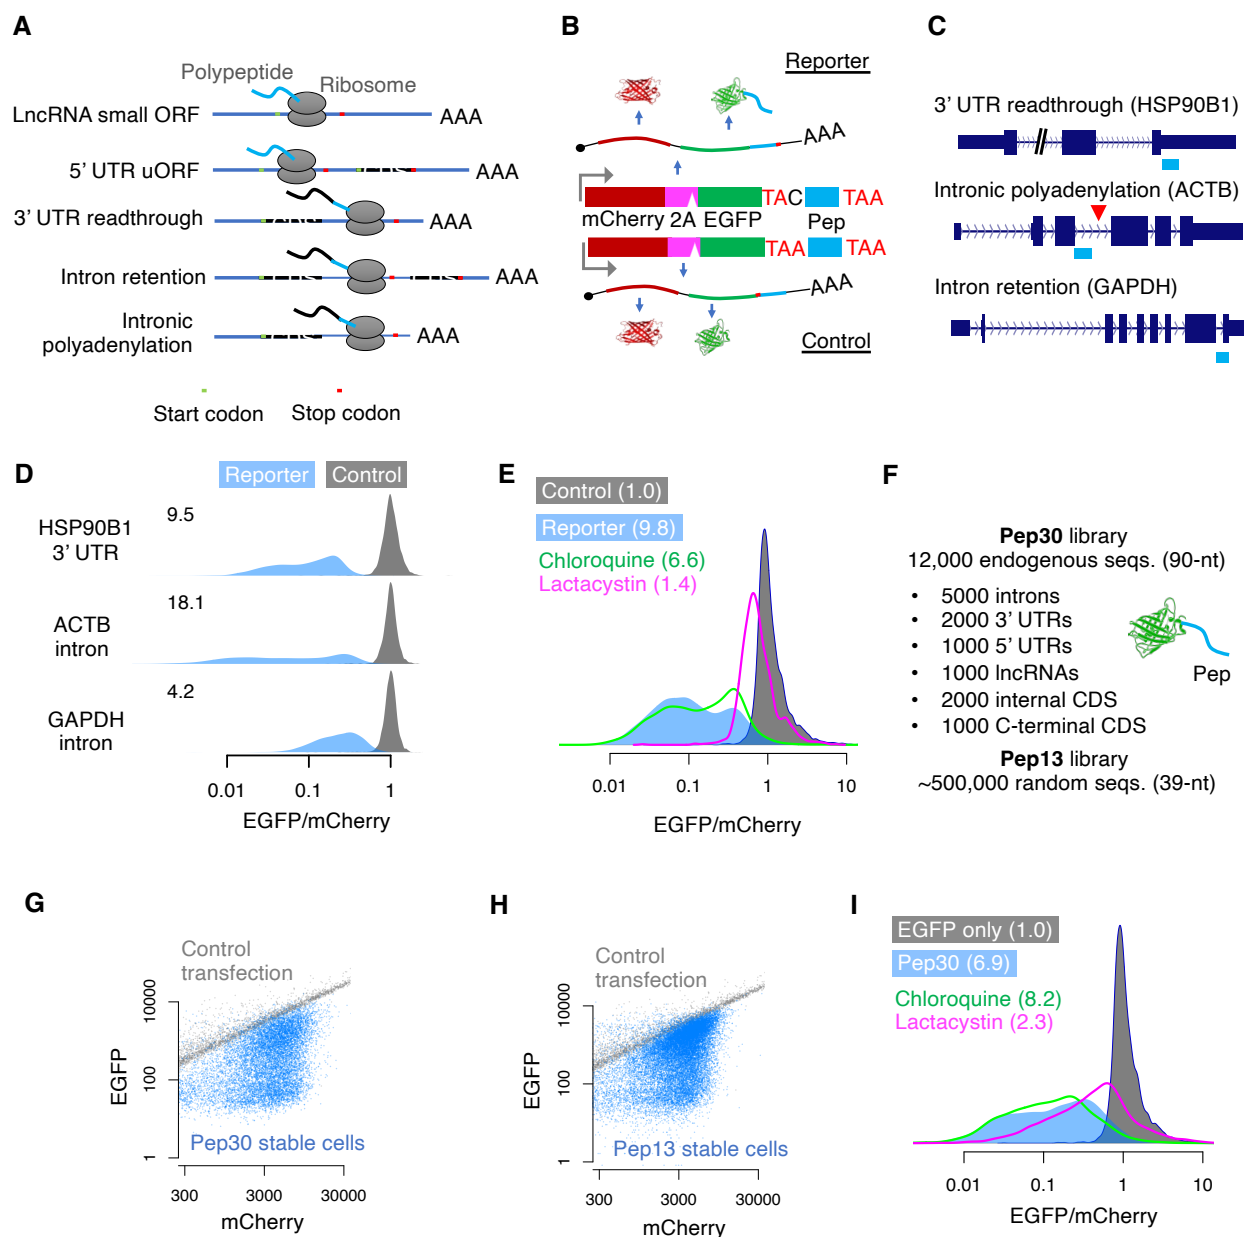 A
Polypeptide
Ribosome
LncRNA small ORF
AAA
5’ UTR uORF
AAA
3’ UTR readthrough
AAA
Intron retention
AAA
Intronic
polyadenylation
AAA
Start codon
Stop codon
B
Reporter
AAA
TAC
TAA
mCherry
2A
EGFP
Pep
TAA
TAA
AAA
Control
C
3’ UTR readthrough (HSP90B1)
Intronic polyadenylation (ACTB)
Intron retention (GAPDH)
D
Reporter
Control
HSP90B1
3’ UTR
9.5
ACTB
intron
18.1
GAPDH
intron
4.2
0.01
0.1
1
EGFP/mCherry
E
Control (1.0)
Reporter (9.8)
Chloroquine (6.6)
Lactacystin (1.4)
0.01
0.1
1
10
EGFP/mCherry
F
Pep30 library
12,000 endogenous seqs. (90-nt)
• 5000 introns
• 2000 3’ UTRs
• 1000 5’ UTRs
• 1000 lncRNAs
• 2000 internal CDS
• 1000 C-terminal CDS
Pep
Pep13 library
~500,000 random seqs. (39-nt)
G
Control
transfection
10000
100
1
EGFP
Pep30 stable cells
300
3000
30000
mCherry
H
Control
transfection
10000
100
1
EGFP
Pep13 stable cells
300
3000
30000
mCherry
I
EGFP only (1.0)
Pep30 (6.9)
Chloroquine (8.2)
Lactacystin (2.3)
0.01
0.1
1
10
EGFP/mCherry